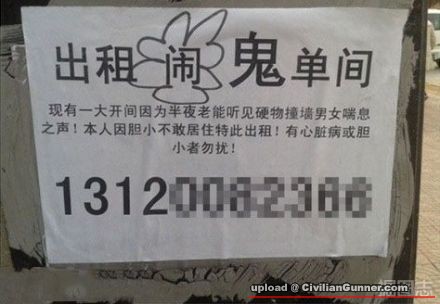 出租闹鬼单间
现有一大开间因为半夜老能听见硬物撞墙男女喘息
之声！本人因胆小不敢居住特此出租！有心脏病或胆
小者勿扰！
1312
upload @ CivilianGunner.com